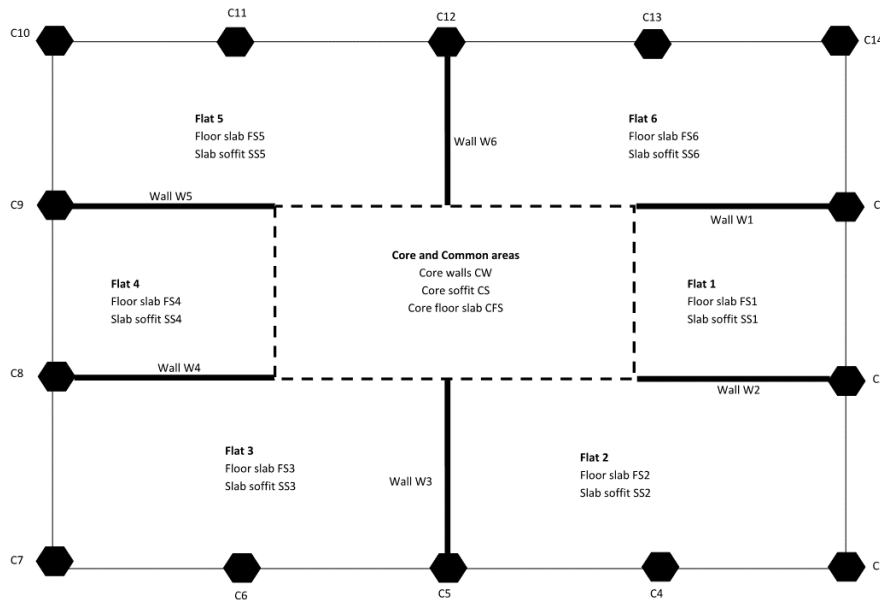 C11
C12
C13
C10
C14
Flat 5
Floor slab FS5
Slab soffit SS5
Flat 6
Floor slab FS6
Slab soffit SS6
Wall W6
Wall W5
C9
C
Wall W1
Core and Common areas
Core walls CW
Core soffit CS
Core floor slab CFS
Flat 4
Floor slab FS4
Slab soffit SS4
Flat 1
Floor slab FS1
Slab soffit SS1
C8
Wall W4
C
Wall W2
Flat 3
Floor slab FS3
Slab soffit SS3
Flat 2
Floor slab FS2
Slab soffit SS2
Wall W3
C7
C
C6
C5
C4